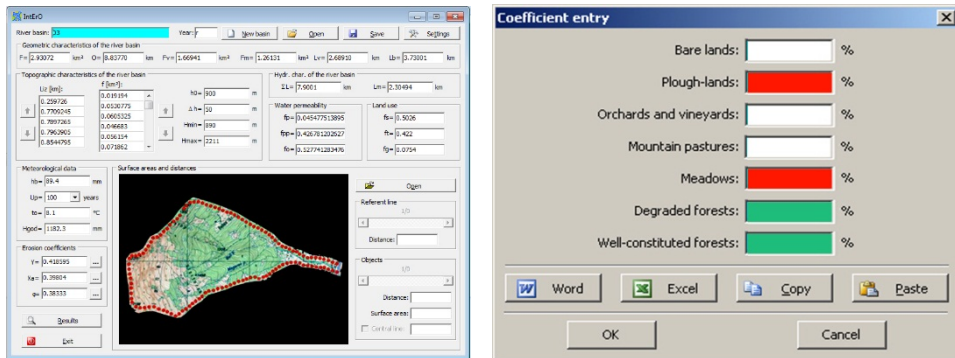 IntErO
River basin: 33 Year: r New basin Open Save Settings
Geometric characteristics of the river basin
F= 2.93072 km² O= 8.83770 km Fv= 1.66941 km² Fm= 1.26131 km² Lv= 2.68910 km Lb= 3.73001 km
Topographic characteristics of the river basin
Liz [km]: f [km²]:
0.259726 0.019194
0.7709245 0.0530775
0.7897265 0.0605325
0.7963905 0.046683
0.8544795 0.056154
0.071862
h0= 900 m
Δh= 50 m
Hmin= 890 m
Hmax= 2211 m
Hydr. char. of the river basin
ΣL= 7.9001 km Lm= 2.30494 km
Water permeability
fp= 0.045477513895
fpp= 0.426781202627
fo= 0.527741283476
Land use
fs= 0.5026
ft= 0.422
fg= 0.0754
Meteorological data
hb= 89.4 mm
Up= 100 years
to= 8.1 °C
Hgod= 1182.3 mm
Erosion coefficients
Y= 0.418595 ...
Xa= 0.39804 ...
φ= 0.38333 ...
Results
Exit
Surface areas and distances
Open
Referent line
1/0
Distance:
Objects
1/0
Distance:
Surface area:
Central line:
Coefficient entry
Bare lands: %
Plough-lands: %
Orchards and vineyards: %
Mountain pastures: %
Meadows: %
Degraded forests: %
Well-constituted forests: %
Word Excel Copy Paste
OK Cancel